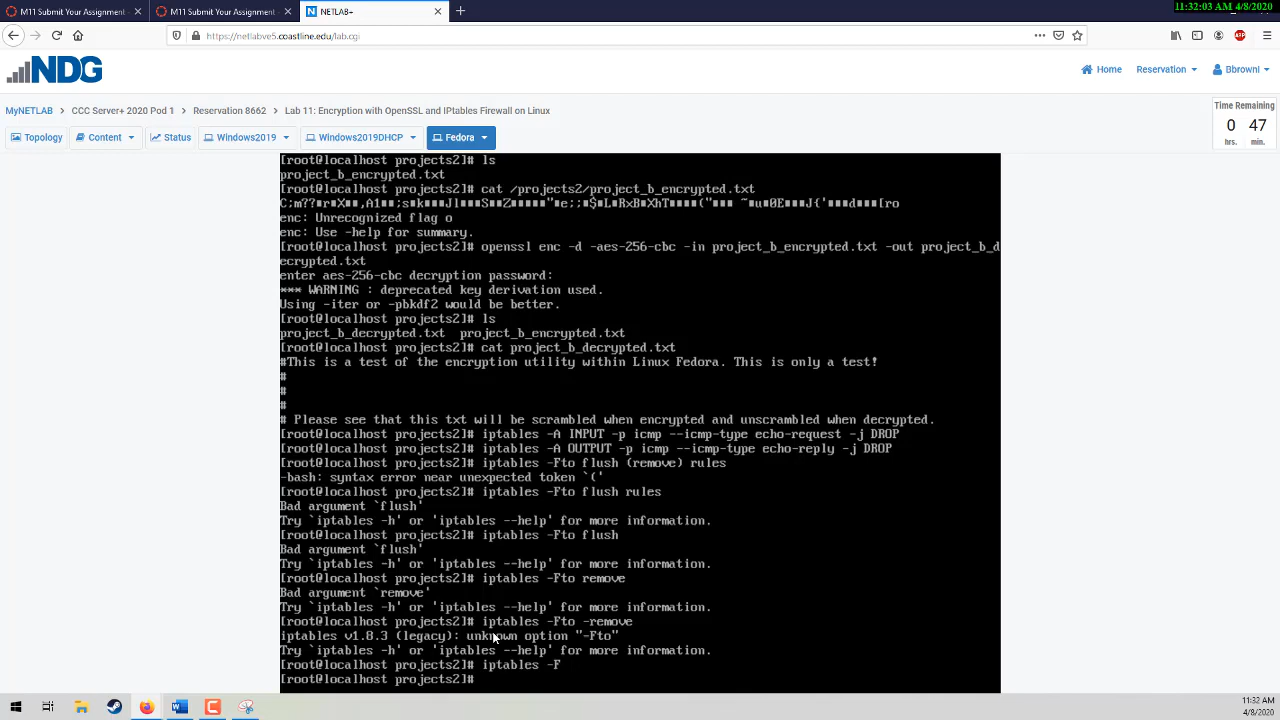 M11 Submit Your Assignment -
M11 Submit Your Assignment -
NETLAB+
11:32:03 AM 4/8/2020
https://netlabve5.coastline.edu/lab.cgi
NDG
Home
Reservation
Bbrownl
MyNETLAB
CCC Server+ 2020 Pod 1
Reservation 8662
Lab 11: Encryption with OpenSSL and IPtables Firewall on Linux
Time Remaining
0 47
hrs. min.
Topology
Content
Status
Windows2019
Windows2019DHCP
Fedora
[root@localhost projects2]# ls
project_b_encrypted.txt
[root@localhost projects2]# cat /projects2/project_b_encrypted.txt
enc: Unrecognized flag o
enc: Use -help for summary.
[root@localhost projects2]# openssl enc -d -aes-256-cbc -in project_b_encrypted.txt -out project_b_d
ecrypted.txt
enter aes-256-cbc decryption password:
*** WARNING : deprecated key derivation used.
Using -iter or -pbkdf2 would be better.
[root@localhost projects2]# ls
project_b_decrypted.txt  project_b_encrypted.txt
[root@localhost projects2]# cat project_b_decrypted.txt
#This is a test of the encryption utility within Linux Fedora. This is only a test!
#
#
#
# Please see that this txt will be scrambled when encrypted and unscrambled when decrypted.
[root@localhost projects2]# iptables -A INPUT -p icmp --icmp-type echo-request -j DROP
[root@localhost projects2]# iptables -A OUTPUT -p icmp --icmp-type echo-reply -j DROP
[root@localhost projects2]# iptables -Fto flush (remove) rules
-bash: syntax error near unexpected token `('
[root@localhost projects2]# iptables -Fto flush rules
Bad argument `flush'
Try `iptables -h' or 'iptables --help' for more information.
[root@localhost projects2]# iptables -Fto flush
Bad argument `flush'
Try `iptables -h' or 'iptables --help' for more information.
[root@localhost projects2]# iptables -Fto remove
Bad argument `remove'
Try `iptables -h' or 'iptables --help' for more information.
[root@localhost projects2]# iptables -Fto -remove
iptables v1.8.3 (legacy): unknown option "-Fto"
Try `iptables -h' or 'iptables --help' for more information.
[root@localhost projects2]# iptables -F
[root@localhost projects2]#
11:32 AM
4/8/2020